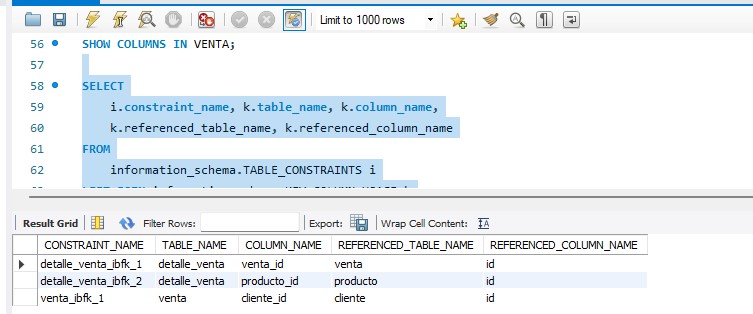 Limit to 1000 rows
56 SHOW COLUMNS IN VENTA;
57
58 SELECT
59 i.constraint_name, k.table_name, k.column_name,
60 k.referenced_table_name, k.referenced_column_name
61 FROM
62 information_schema.TABLE_CONSTRAINTS i
Result Grid Filter Rows: Export: Wrap Cell Content:
CONSTRAINT_NAME TABLE_NAME COLUMN_NAME REFERENCED_TABLE_NAME REFERENCED_COLUMN_NAME
detalle_venta_ibfk_1 detalle_venta venta_id venta id
detalle_venta_ibfk_2 detalle_venta producto_id producto id
venta_ibfk_1 venta cliente_id cliente id